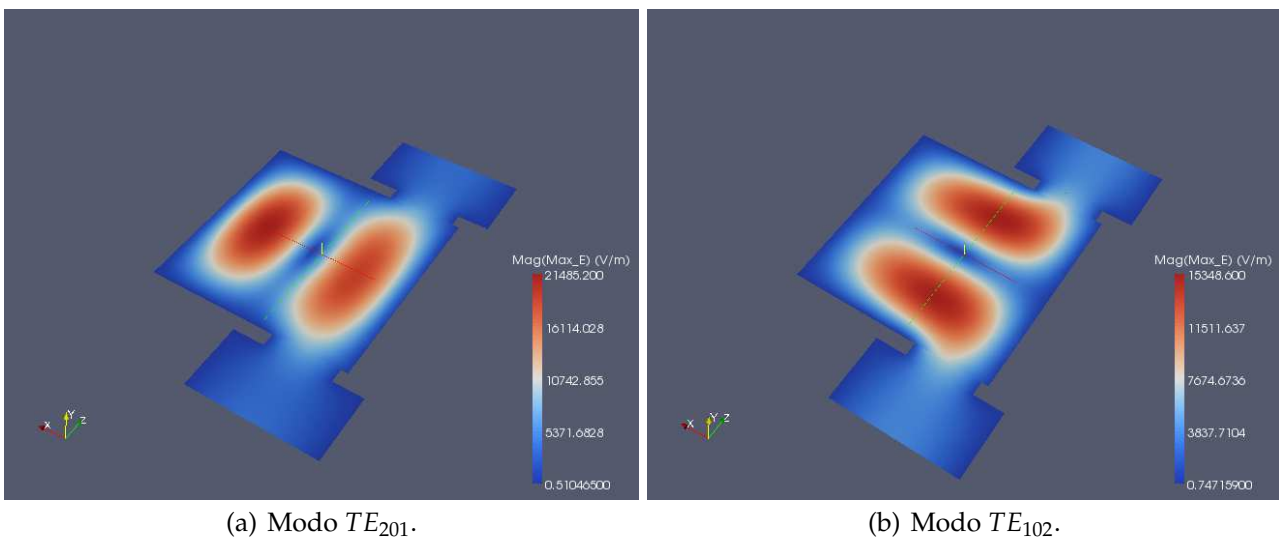 Mag(Max_E) (V/m)
21485.200
16114.028
10742.855
5371.6828
0.51046500
X
Y
Z
Mag(Max_E) (V/m)
15348.600
11511.637
7674.6736
3837.7104
0.74715900
X
Y
Z
(a) Modo TE₂₀₁.
(b) Modo TE₁₀₂.